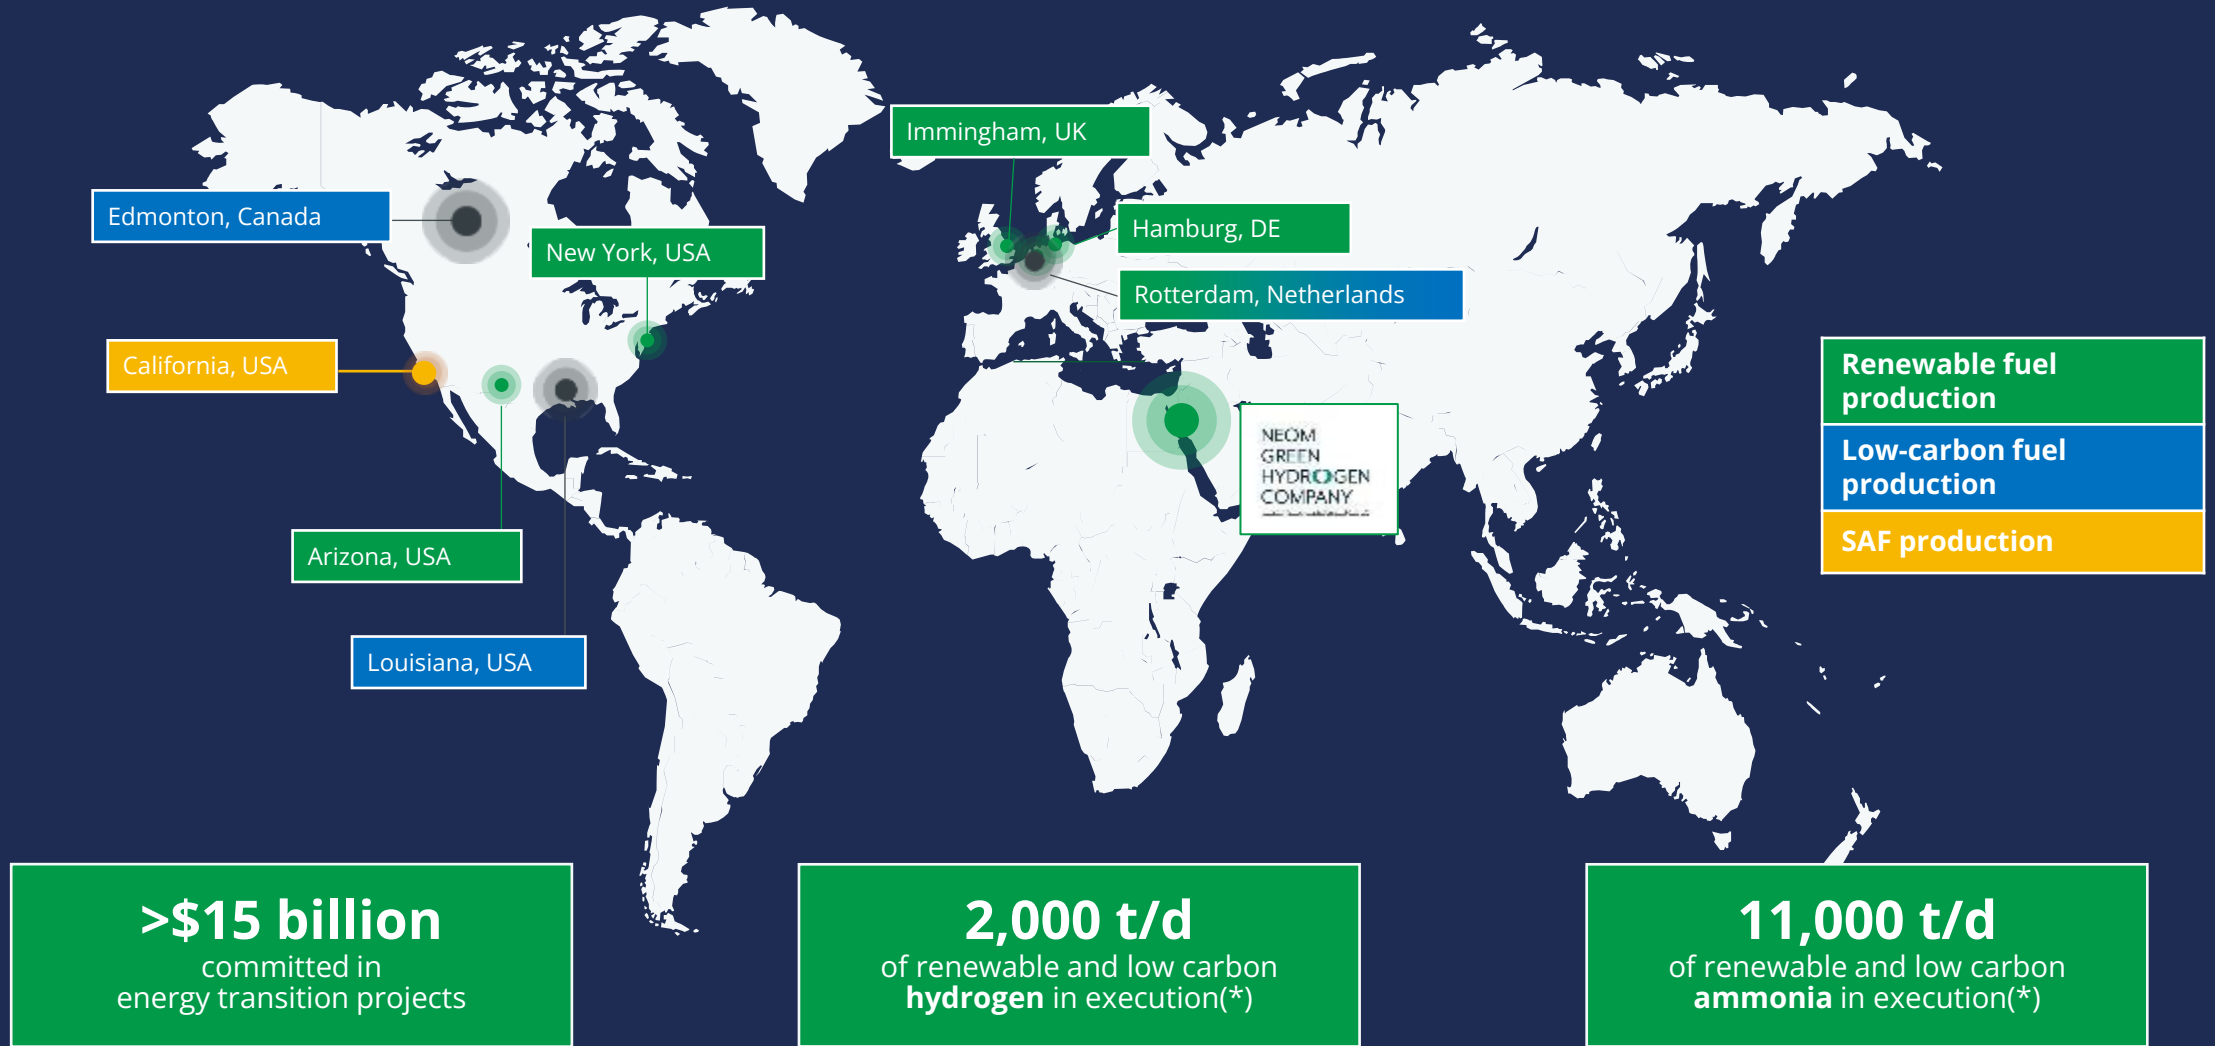 Immingham, UK
Edmonton, Canada
New York, USA
Hamburg, DE
Rotterdam, Netherlands
California, USA
Renewable fuel
production
Low-carbon fuel
production
SAF production
NEOM
GREEN
HYDROGEN
COMPANY
Arizona, USA
Louisiana, USA
>$15 billion
committed in
energy transition projects
2,000 t/d
of renewable and low carbon
hydrogen in execution(*)
11,000 t/d
of renewable and low carbon
ammonia in execution(*)